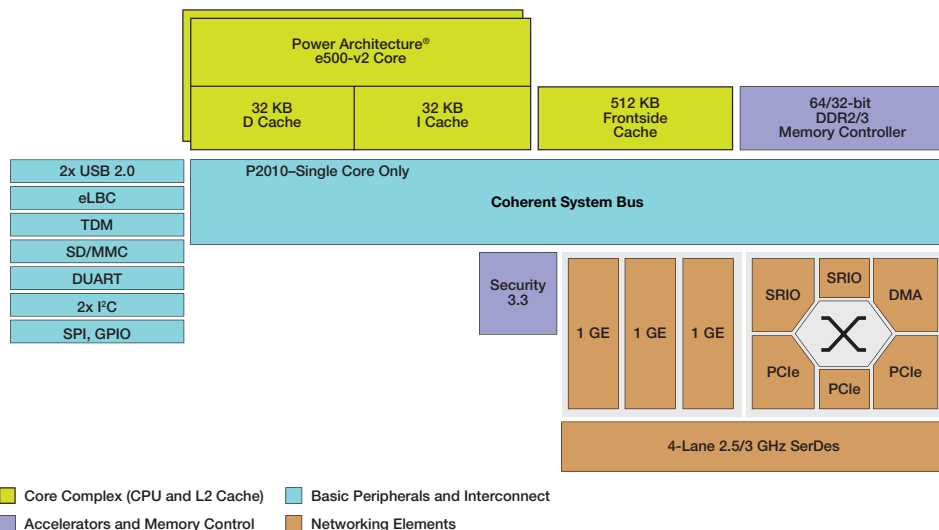 Power Architecture®
e500-v2 Core
32 KB
D Cache
32 KB
I Cache
512 KB
Frontside
Cache
64/32-bit
DDR2/3
Memory Controller
2x USB 2.0
eLBC
TDM
SD/MMC
DUART
2x I²C
SPI, GPIO
P2010–Single Core Only
Coherent System Bus
Security
3.3
1 GE
1 GE
1 GE
SRIO
SRIO
DMA
PCIe
PCIe
PCIe
4-Lane 2.5/3 GHz SerDes
Core Complex (CPU and L2 Cache)
Basic Peripherals and Interconnect
Accelerators and Memory Control
Networking Elements